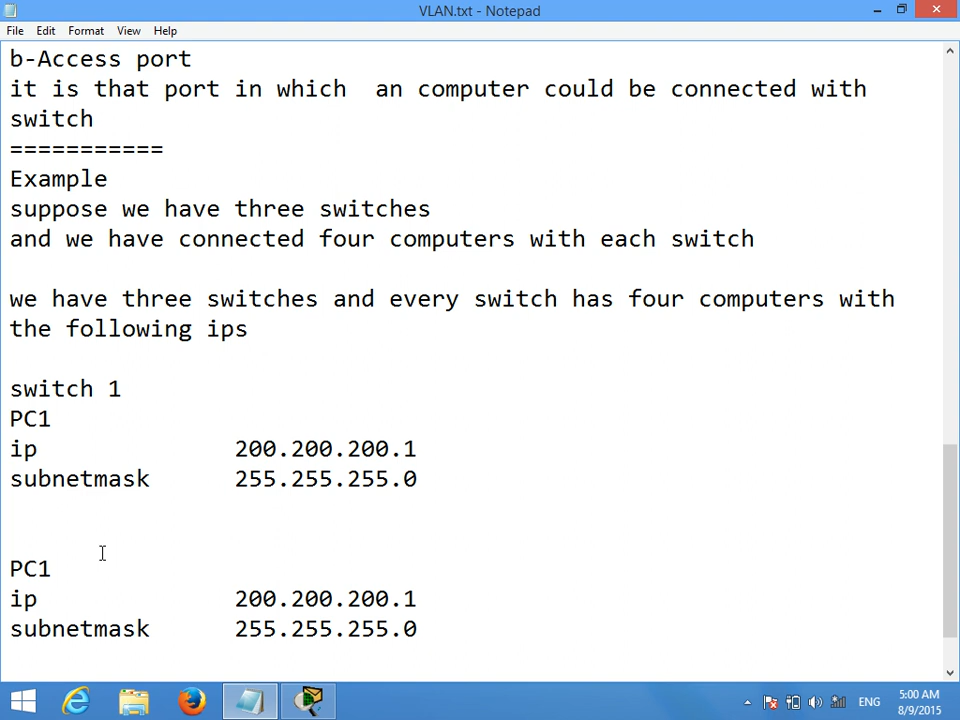 VLAN.txt - Notepad
File Edit Format View Help
b-Access port
it is that port in which  an computer could be connected with
switch
===========
Example
suppose we have three switches
and we have connected four computers with each switch
we have three switches and every switch has four computers with
the following ips
switch 1
PC1
ip 200.200.200.1
subnetmask 255.255.255.0
PC1
ip 200.200.200.1
subnetmask 255.255.255.0
ENG
5:00 AM
8/9/2015